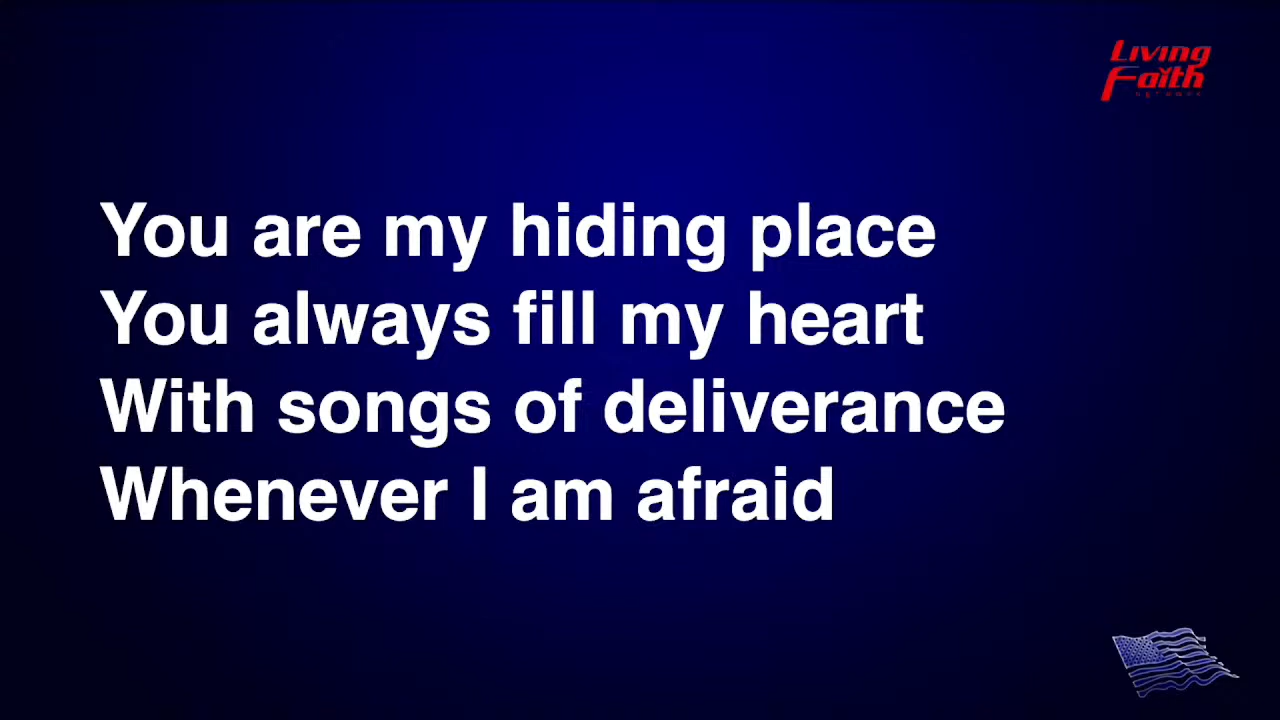 Living
Faith
You are my hiding place
You always fill my heart
With songs of deliverance
Whenever I am afraid